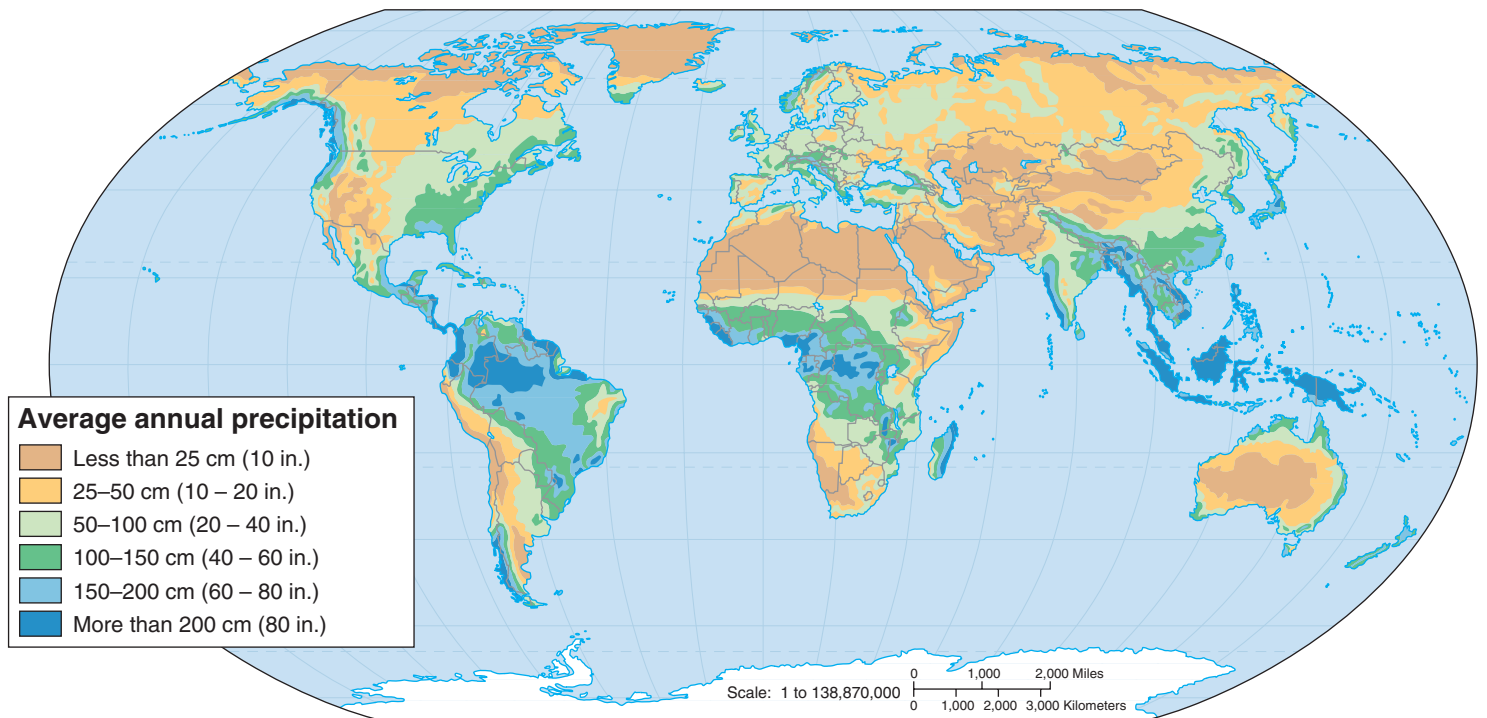 Average annual precipitation
Less than 25 cm (10 in.)
25–50 cm (10 – 20 in.)
50–100 cm (20 – 40 in.)
100–150 cm (40 – 60 in.)
150–200 cm (60 – 80 in.)
More than 200 cm (80 in.)
0 1,000 2,000 Miles
Scale: 1 to 138,870,000
0 1,000 2,000 3,000 Kilometers